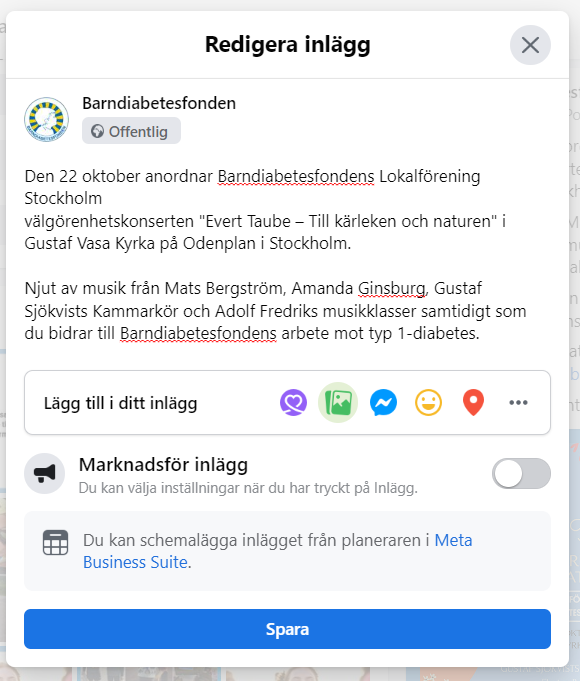 Redigera inlägg
Barndiabetesfonden
Offentlig
Den 22 oktober anordnar Barndiabetesfondens Lokalförening
Stockholm
välgörenhetskonserten "Evert Taube – Till kärleken och naturen" i
Gustaf Vasa Kyrka på Odenplan i Stockholm.
Njut av musik från Mats Bergström, Amanda Ginsburg, Gustaf
Sjökvists Kammarkör och Adolf Fredriks musikklasser samtidigt som
du bidrar till Barndiabetesfondens arbete mot typ 1-diabetes.
Lägg till i ditt inlägg
Marknadsför inlägg
Du kan välja inställningar när du har tryckt på Inlägg.
Du kan schemalägga inlägget från planeraren i Meta
Business Suite.
Spara